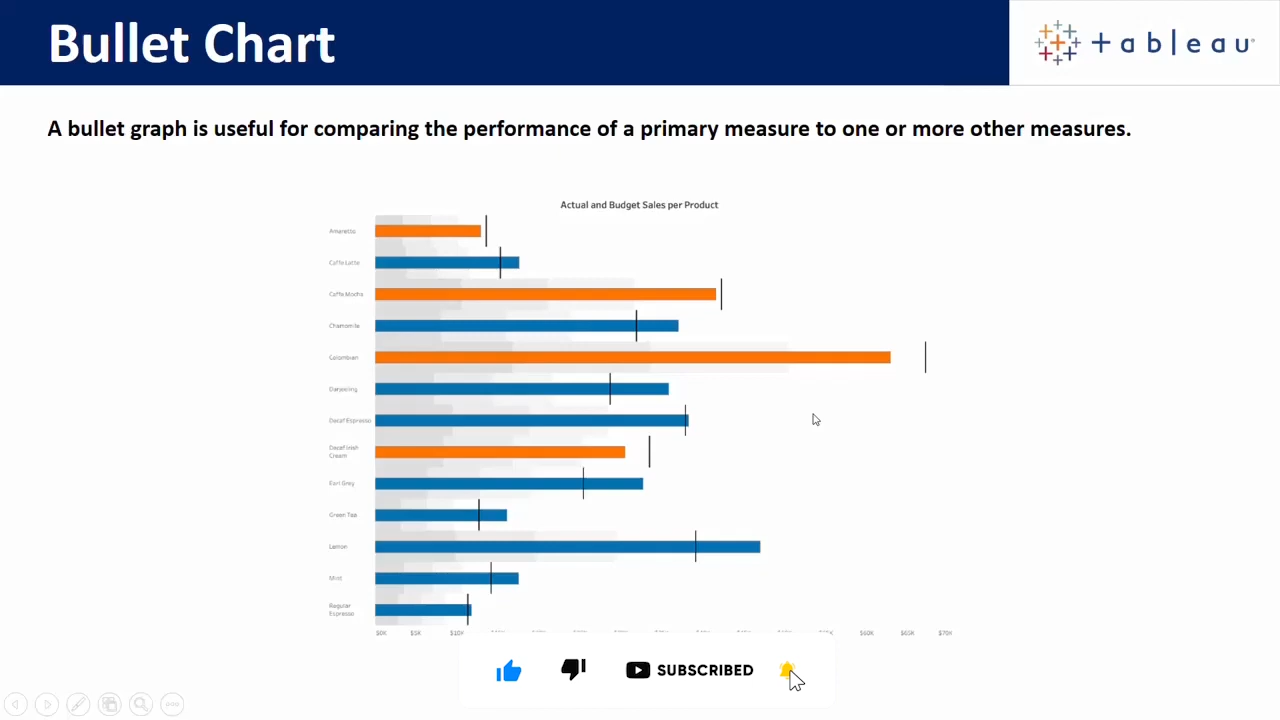 Bullet Chart
+ableau
A bullet graph is useful for comparing the performance of a primary measure to one or more other measures.
Actual and Budget Sales per Product
Amaretto
Caffe Latte
Caffe Mocha
Chamomile
Colombian
Darjeeling
Decaf Espresso
Decaf Irish
Cream
Earl Grey
Green Tea
Lemon
Mint
Regular
Espresso
$0K $5K $10K $60K $65K $70K
SUBSCRIBED